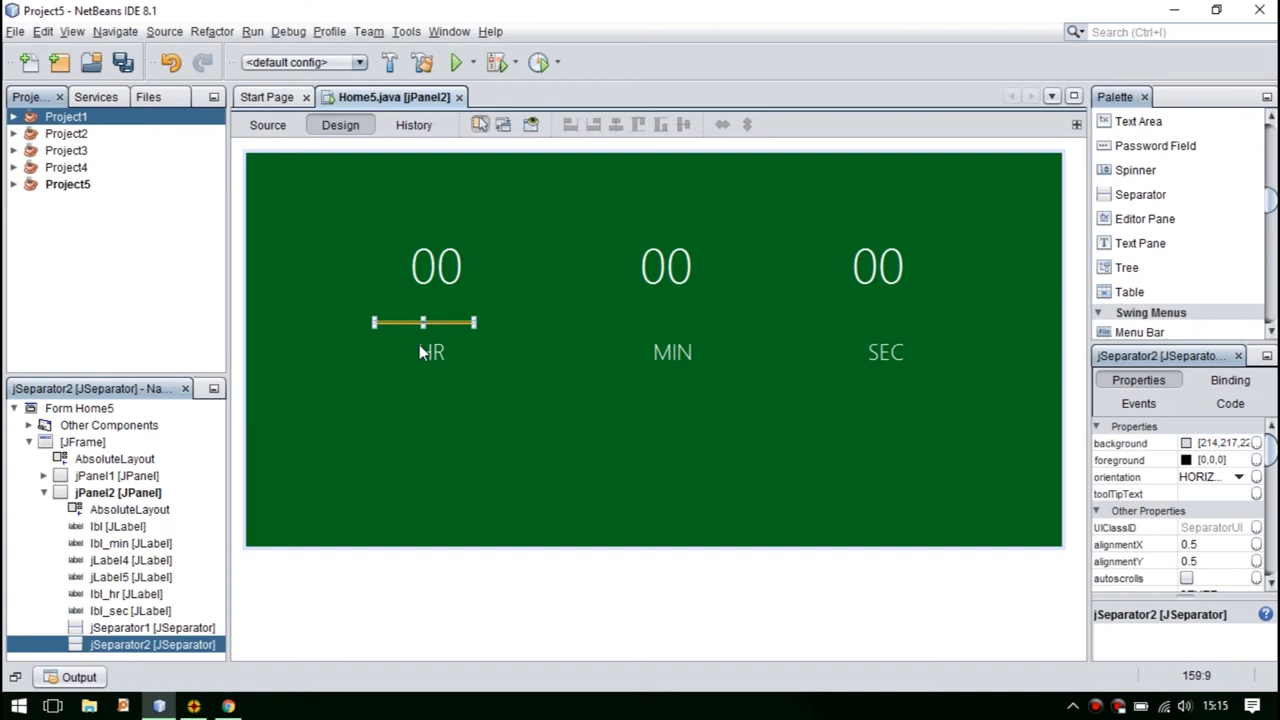 Project5 - NetBeans IDE 8.1
File Edit View Navigate Source Refactor Run Debug Profile Team Tools Window Help
Search (Ctrl+I)
<default config>
Proje... Services Files
Project1
Project2
Project3
Project4
Project5
Start Page Home5.java [jPanel2]
Source Design History
00 00 00
HR MIN SEC
Palette
Text Area
Password Field
Spinner
Separator
Editor Pane
Text Pane
Tree
Table
Swing Menus
Menu Bar
jSeparator2 [JSeparator] - Na...
Form Home5
Other Components
[JFrame]
AbsoluteLayout
jPanel1 [JPanel]
jPanel2 [JPanel]
AbsoluteLayout
lbl [JLabel]
lbl_min [JLabel]
jLabel4 [JLabel]
jLabel5 [JLabel]
lbl_hr [JLabel]
lbl_sec [JLabel]
jSeparator1 [JSeparator]
jSeparator2 [JSeparator]
jSeparator2 [JSeparato...
Properties Binding
Events Code
Properties
background [214,217,22
foreground [0,0,0]
orientation HORIZ...
toolTipText
Other Properties
UIClassID SeparatorUI
alignmentX 0.5
alignmentY 0.5
autoscrolls
jSeparator2 [JSeparator]
Output
159:9
15:15